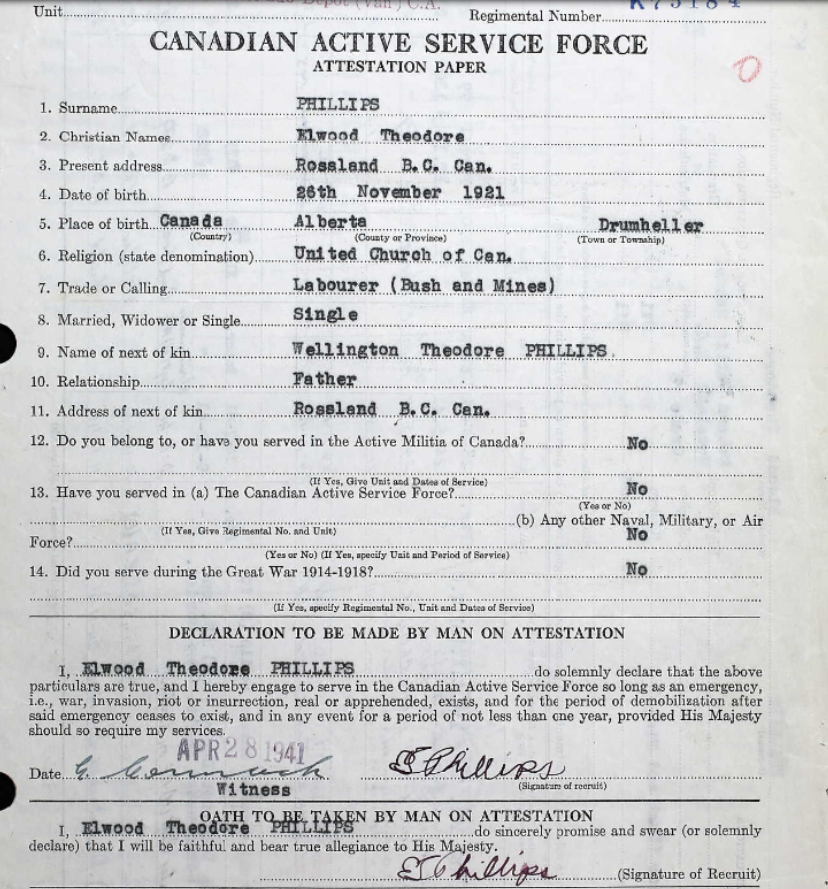 Unit
Depot (Van) C.A.
Regimental Number K75184
CANADIAN ACTIVE SERVICE FORCE
ATTESTATION PAPER
1. Surname PHILLIPS
2. Christian Names Elwood Theodore
3. Present address Rossland B.C. Can.
4. Date of birth 26th November 1921
5. Place of birth Canada Alberta Drumheller
(Country) (County or Province) (Town or Township)
6. Religion (state denomination) United Church of Can.
7. Trade or Calling Labourer (Bush and Mines)
8. Married, Widower or Single Single
9. Name of next of kin Wellington Theodore PHILLIPS.
10. Relationship Father
11. Address of next of kin Rossland B.C. Can.
12. Do you belong to, or have you served in the Active Militia of Canada? No
(If Yes, Give Unit and Dates of Service)
13. Have you served in (a) The Canadian Active Service Force? No
(Yes or No)
(b) Any other Naval, Military, or Air
(If Yes, Give Regimental No. and Unit)
Force? No
(Yes or No) (If Yes, specify Unit and Period of Service)
14. Did you serve during the Great War 1914-1918? No
(If Yes, specify Regimental No., Unit and Dates of Service)
DECLARATION TO BE MADE BY MAN ON ATTESTATION
I, Elwood Theodore PHILLIPS do solemnly declare that the above
particulars are true, and I hereby engage to serve in the Canadian Active Service Force so long as an emergency,
i.e., war, invasion, riot or insurrection, real or apprehended, exists, and for the period of demobilization after
said emergency ceases to exist, and in any event for a period of not less than one year, provided His Majesty
should so require my services.
APR 28 1941
Date G. Cormack E T Phillips
Witness (Signature of recruit)
OATH TO BE TAKEN BY MAN ON ATTESTATION
I, Elwood Theodore PHILLIPS do sincerely promise and swear (or solemnly
declare) that I will be faithful and bear true allegiance to His Majesty.
E T Phillips (Signature of Recruit)